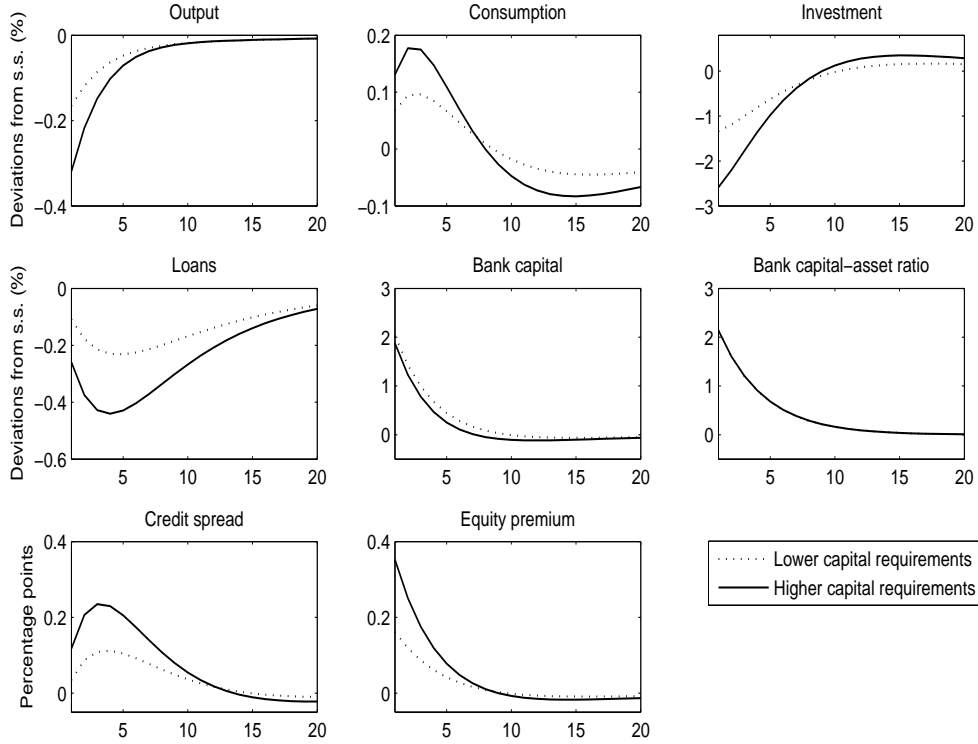 Output
Consumption
Investment
Deviations from s.s. (%)
0
−0.2
−0.4
5 10 15 20
0.2
0.1
0
−0.1
5 10 15 20
0
−1
−2
−3
5 10 15 20
Loans
Bank capital
Bank capital−asset ratio
Deviations from s.s. (%)
0
−0.2
−0.4
−0.6
5 10 15 20
3
2
1
0
5 10 15 20
3
2
1
0
5 10 15 20
Credit spread
Equity premium
Percentage points
0.4
0.2
0
5 10 15 20
0.4
0.2
0
5 10 15 20
Lower capital requirements
Higher capital requirements